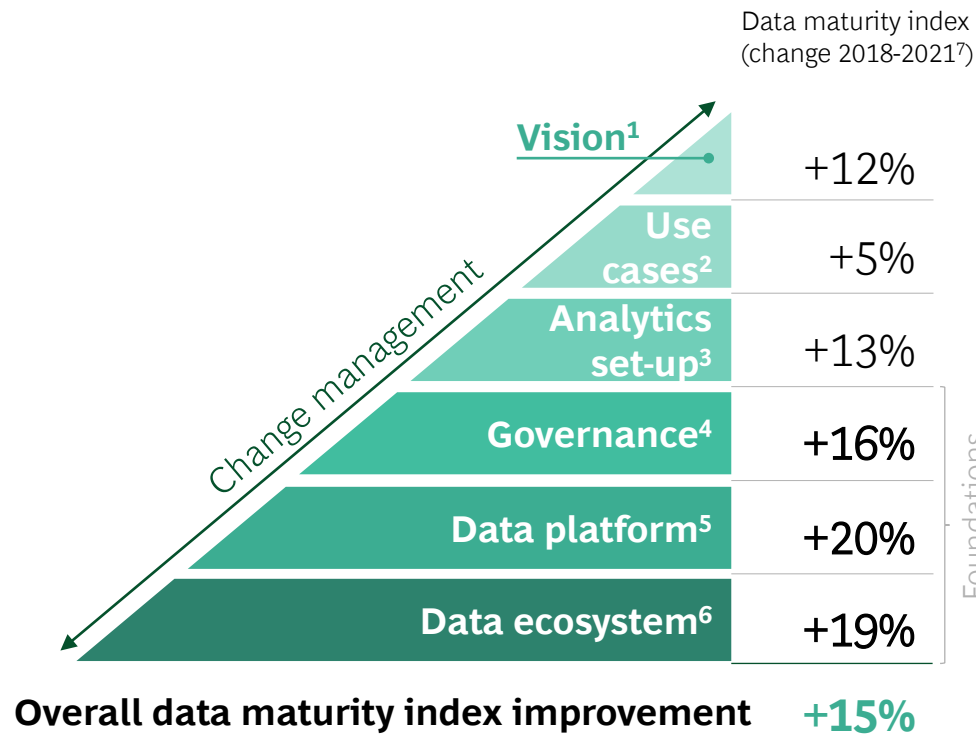 Data maturity index
(change 2018-2021⁷)
Vision¹
+12%
Use
cases²
+5%
Analytics
set-up³
+13%
Change management
Governance⁴
+16%
Data platform⁵
+20%
Data ecosystem⁶
+19%
Foundations
Overall data maturity index improvement
+15%